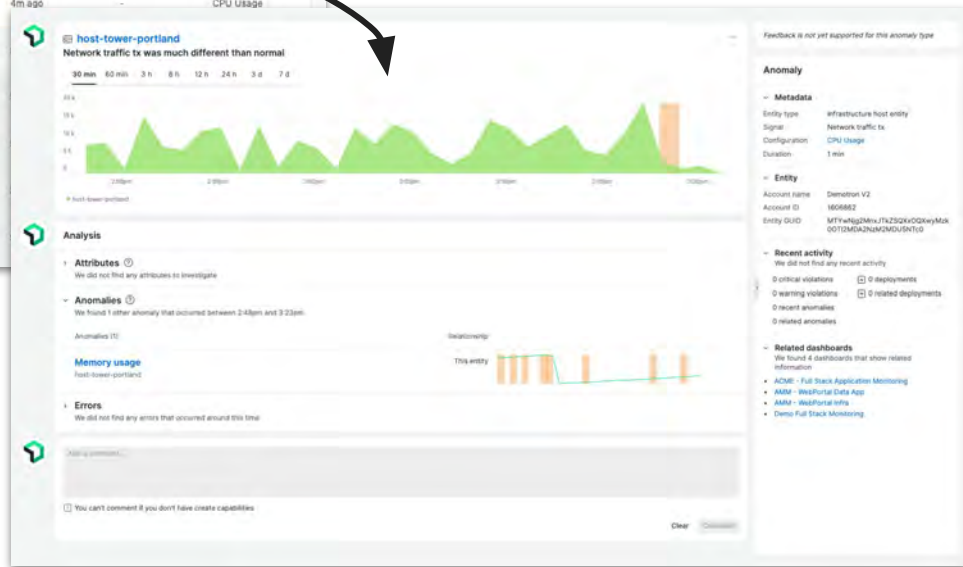 4m ago - CPU Usage
host-tower-portland
Network traffic tx was much different than normal
30 min 60 min 3 h 8 h 12 h 24 h 3 d 7 d
20 k
15 k
10 k
5 k
0
host-tower-portland
Analysis
Attributes
We did not find any attributes to investigate
Anomalies
We found 1 other anomaly that occurred between 2:48pm and 3:23pm.
Anomalies (1) Relationship
Memory usage This entity
host-tower-portland
Errors
We did not find any errors that occurred around this time
Add a comment...
You can't comment if you don't have create capabilities
Clear Comment
Feedback is not yet supported for this anomaly type
Anomaly
Metadata
Entity type Infrastructure host entity
Signal Network traffic tx
Configuration CPU Usage
Duration 1 min
Entity
Account name Demotron V2
Account ID 1606862
Entity GUID
Recent activity
We did not find any recent activity
0 critical violations 0 deployments
0 warning violations 0 related deployments
0 recent anomalies
0 related anomalies
Related dashboards
We found 4 dashboards that show related
information
ACME - Full Stack Application Monitoring
AMM - WebPortal Data App
AMM - WebPortal Infra
Demo Full Stack Monitoring